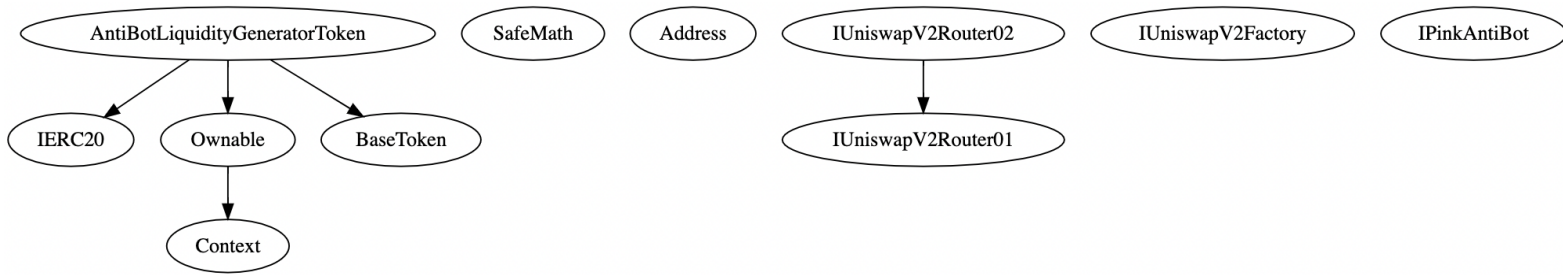 AntiBotLiquidityGeneratorToken
SafeMath
Address
IUniswapV2Router02
IUniswapV2Factory
IPinkAntiBot
IERC20
Ownable
BaseToken
IUniswapV2Router01
Context